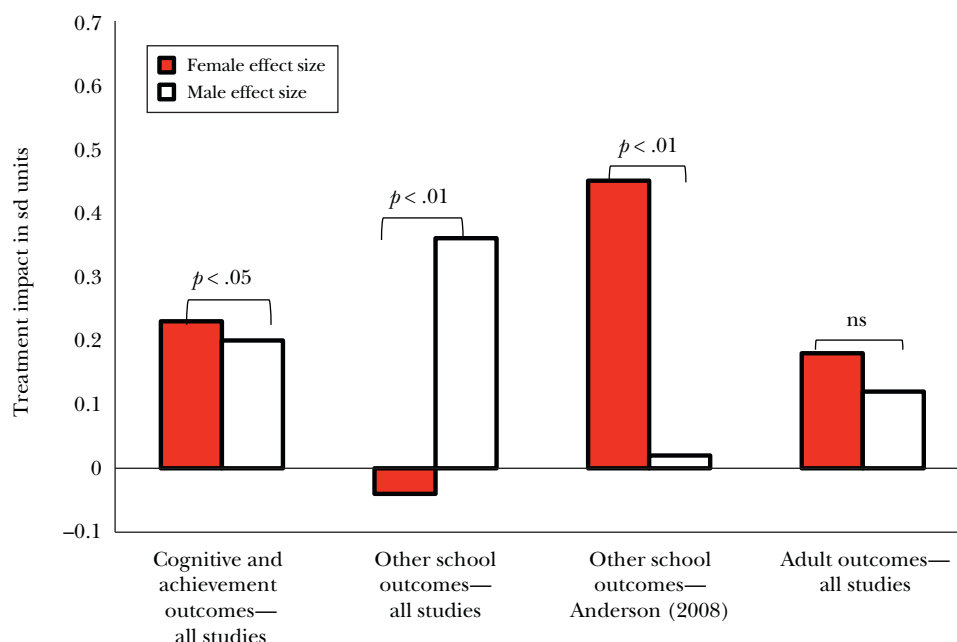 0.7
Female effect size
Male effect size
0.6
0.5
p < .01
0.4
p < .01
0.3
p < .05
ns
0.2
0.1
0
–0.1
Treatment impact in sd units
Cognitive and
achievement
outcomes—
all studies
Other school
outcomes—
all studies
Other school
outcomes—
Anderson (2008)
Adult outcomes—
all studies